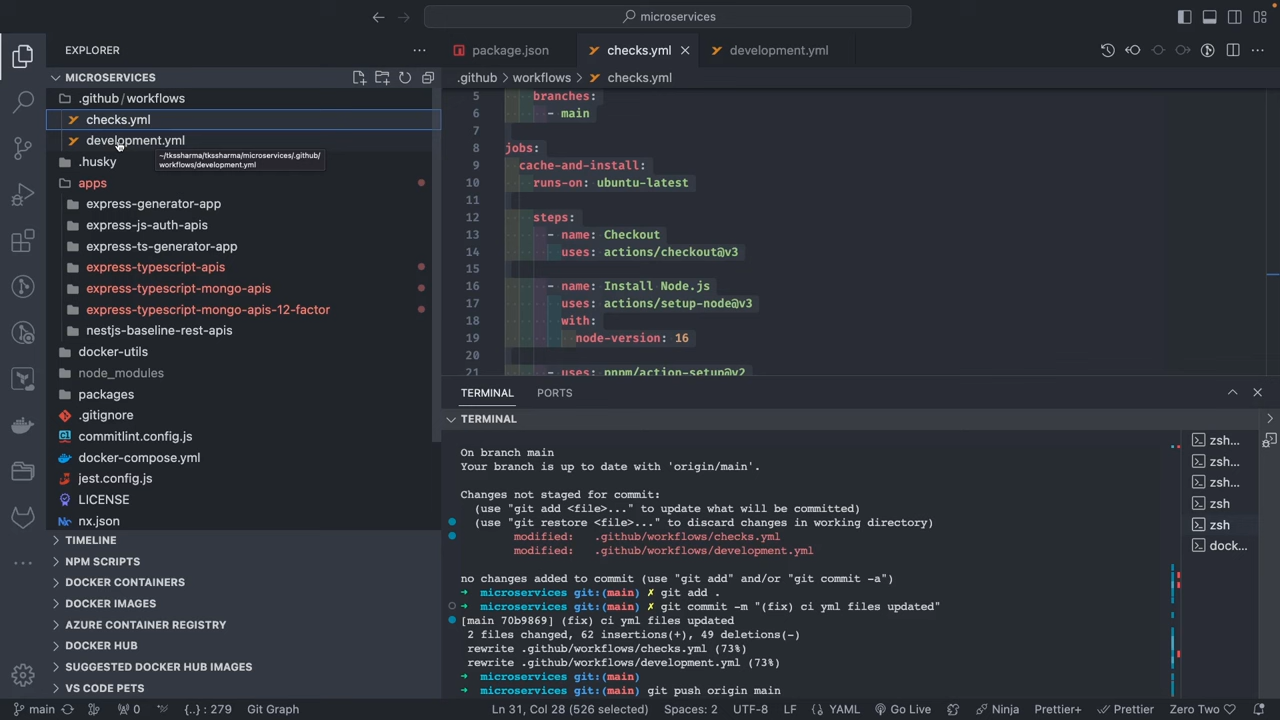 microservices
EXPLORER
MICROSERVICES
.github / workflows
checks.yml
development.yml
~/tkssharma/tkssharma/microservices/.github/
workflows/development.yml
.husky
apps
express-generator-app
express-js-auth-apis
express-ts-generator-app
express-typescript-apis
express-typescript-mongo-apis
express-typescript-mongo-apis-12-factor
nestjs-baseline-rest-apis
docker-utils
node_modules
packages
.gitignore
commitlint.config.js
docker-compose.yml
jest.config.js
LICENSE
nx.json
TIMELINE
NPM SCRIPTS
DOCKER CONTAINERS
DOCKER IMAGES
AZURE CONTAINER REGISTRY
DOCKER HUB
SUGGESTED DOCKER HUB IMAGES
VS CODE PETS
package.json
checks.yml
development.yml
.github > workflows > checks.yml
5 branches:
6 - main
7
8 jobs:
9 cache-and-install:
10 runs-on: ubuntu-latest
11
12 steps:
13 - name: Checkout
14 uses: actions/checkout@v3
15
16 - name: Install Node.js
17 uses: actions/setup-node@v3
18 with:
19 node-version: 16
20
21 - uses: pnpm/action-setup@v2
TERMINAL
PORTS
TERMINAL
On branch main
Your branch is up to date with 'origin/main'.
Changes not staged for commit:
(use "git add <file>..." to update what will be committed)
(use "git restore <file>..." to discard changes in working directory)
modified: .github/workflows/checks.yml
modified: .github/workflows/development.yml
no changes added to commit (use "git add" and/or "git commit -a")
➜ microservices git:(main) ✗ git add .
➜ microservices git:(main) ✗ git commit -m "(fix) ci yml files updated"
[main 70b9869] (fix) ci yml files updated
2 files changed, 62 insertions(+), 49 deletions(-)
rewrite .github/workflows/checks.yml (73%)
rewrite .github/workflows/development.yml (73%)
➜ microservices git:(main)
➜ microservices git:(main) git push origin main
zsh...
zsh...
zsh...
zsh
zsh
dock...
main
0
{..} : 279
Git Graph
Ln 31, Col 28 (526 selected)
Spaces: 2
UTF-8
LF
YAML
Go Live
Ninja
Prettier+
Prettier
Zero Two